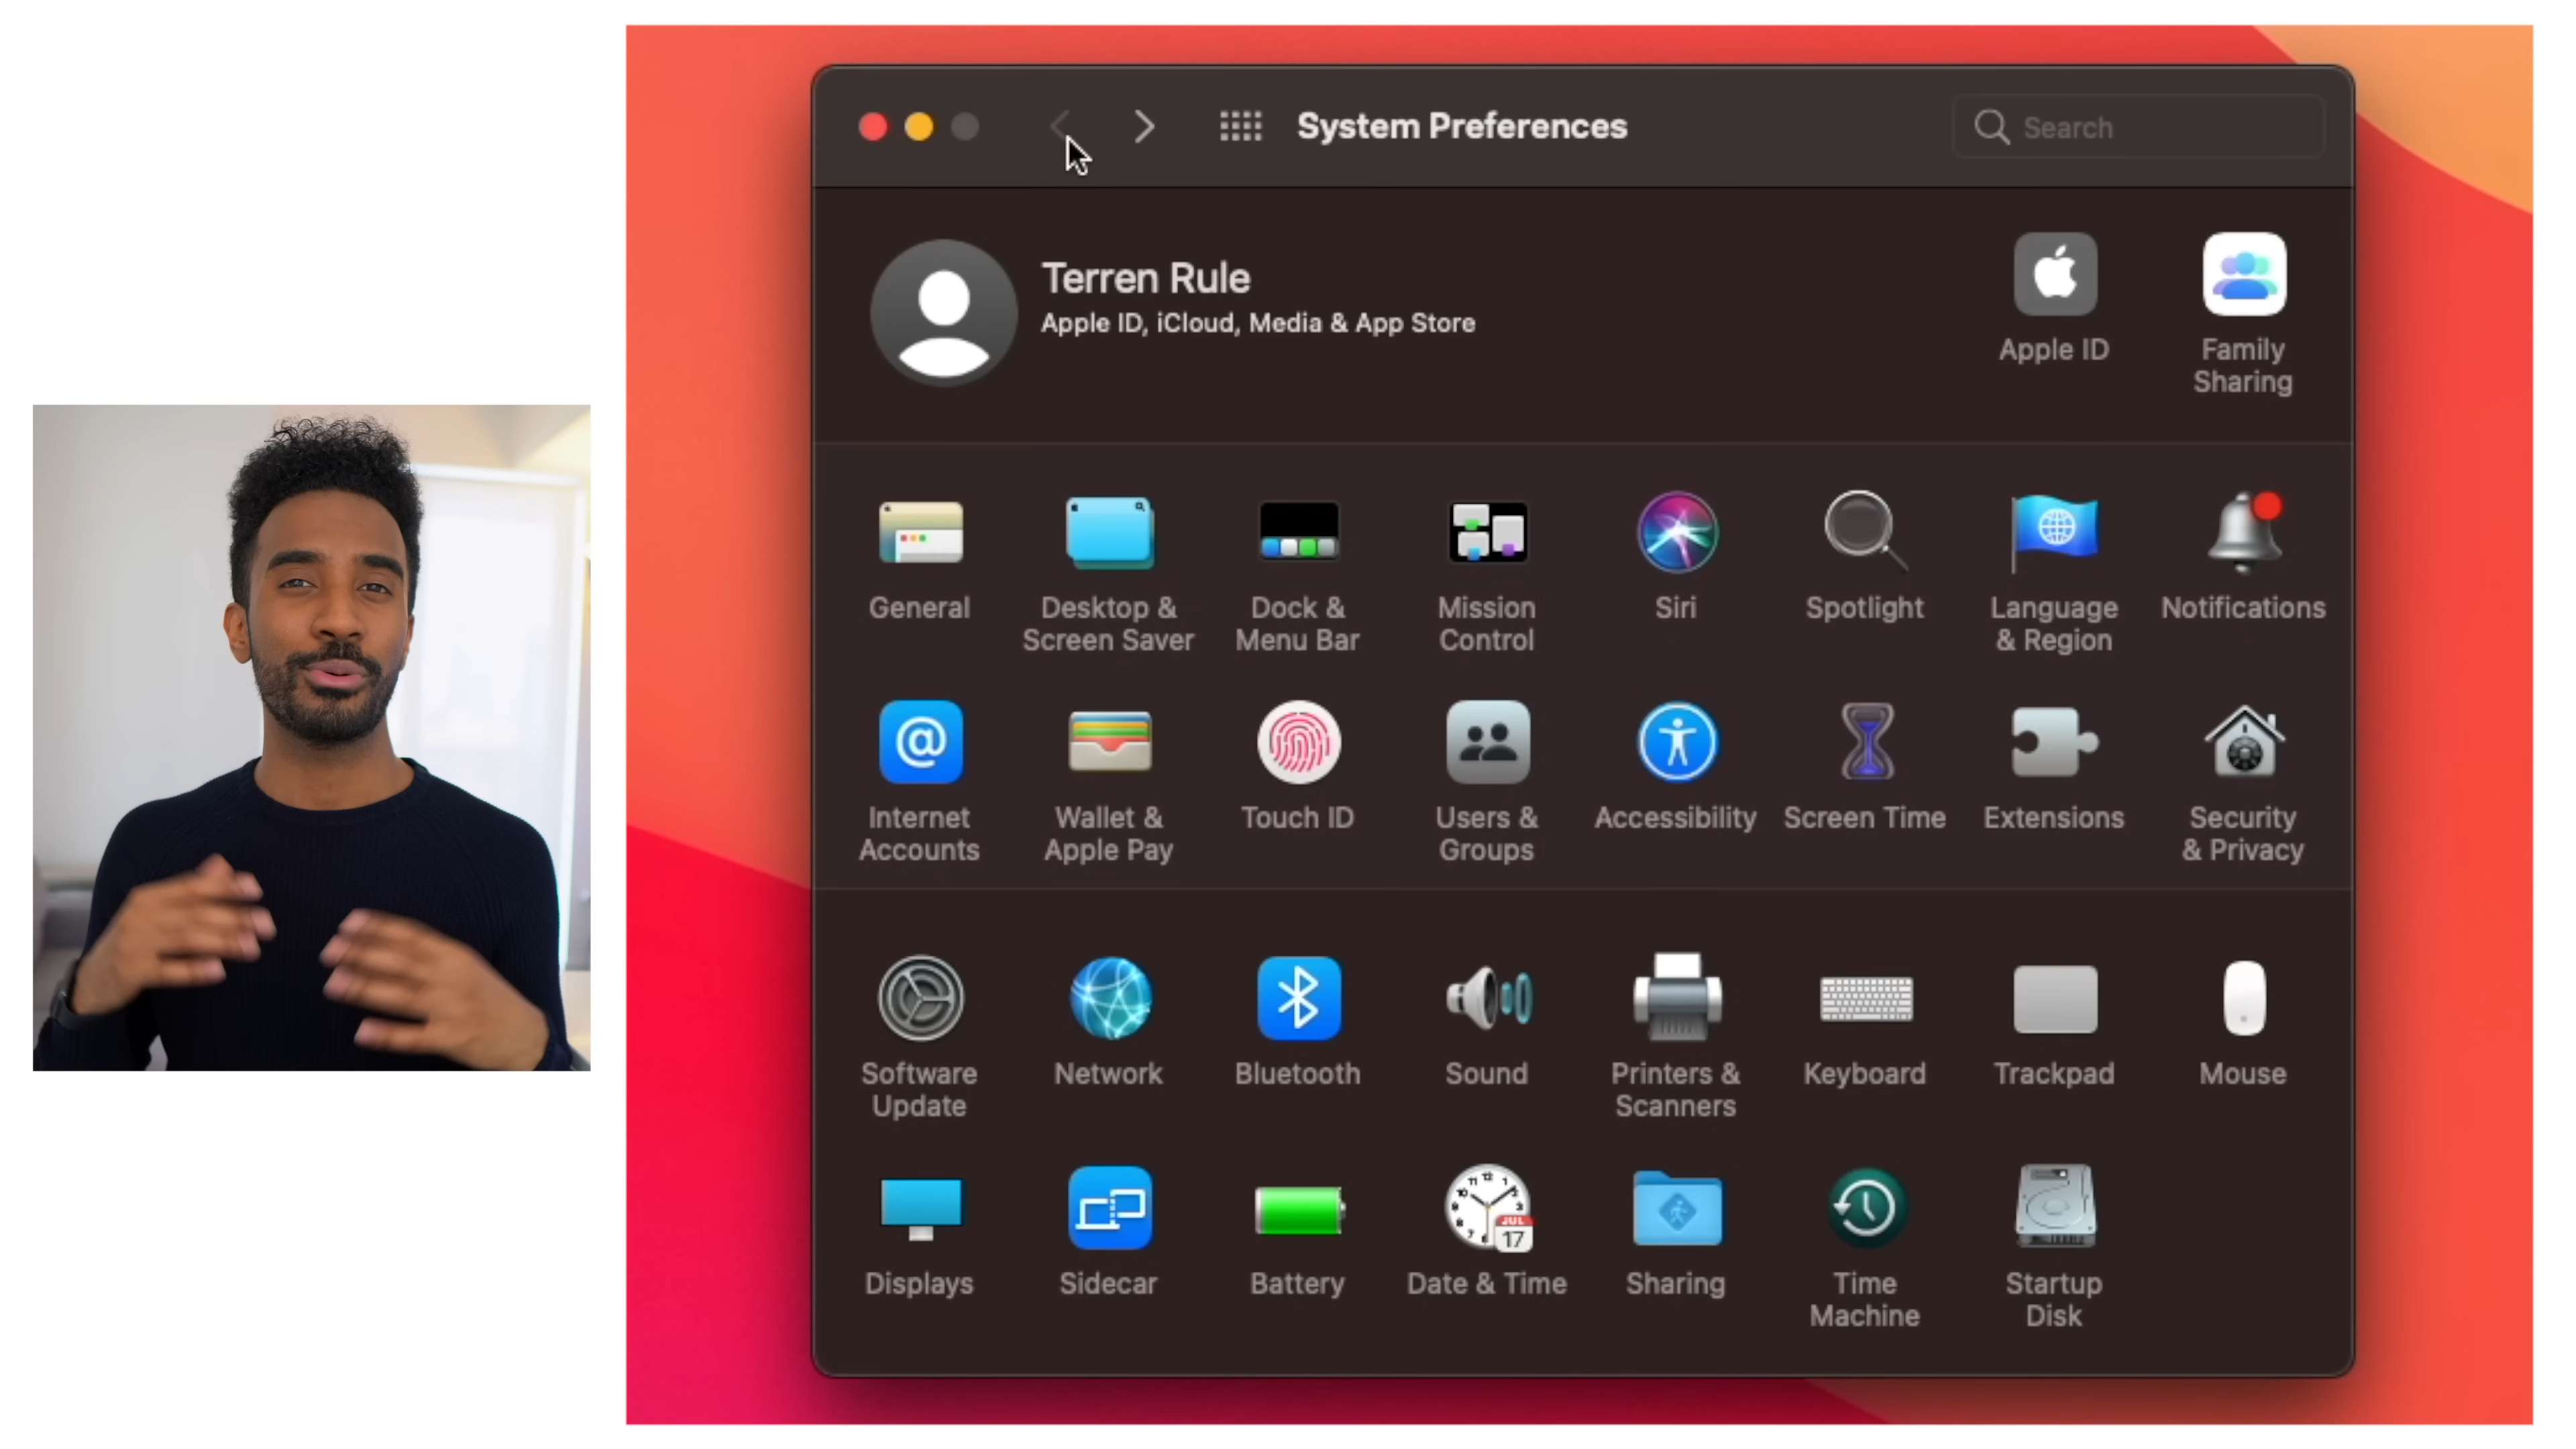 System Preferences
Search
Terren Rule
Apple ID, iCloud, Media & App Store
Apple ID
Family
Sharing
General
Desktop &
Screen Saver
Dock &
Menu Bar
Mission
Control
Siri
Spotlight
Language
& Region
Notifications
Internet
Accounts
Wallet &
Apple Pay
Touch ID
Users &
Groups
Accessibility
Screen Time
Extensions
Security
& Privacy
Software
Update
Network
Bluetooth
Sound
Printers &
Scanners
Keyboard
Trackpad
Mouse
JUL
17
Displays
Sidecar
Battery
Date & Time
Sharing
Time
Machine
Startup
Disk